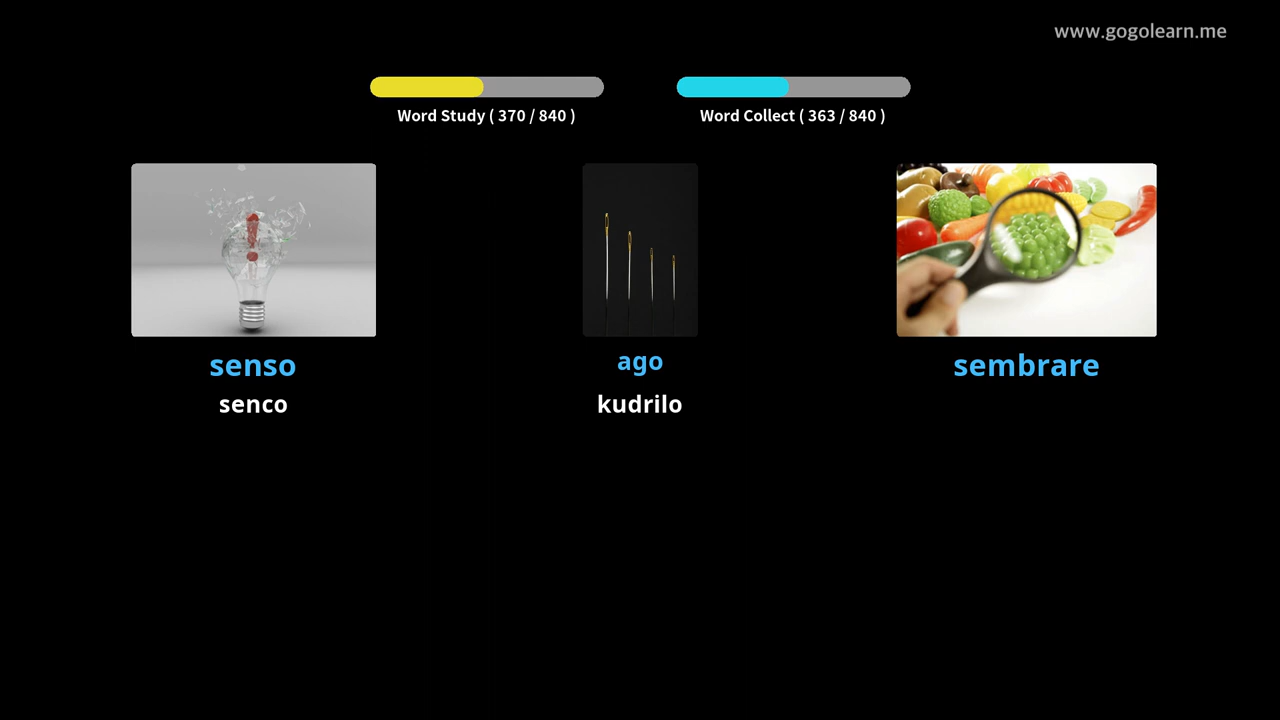 www.gogolearn.me
Word Study ( 370 / 840 )
Word Collect ( 363 / 840 )
senso
ago
sembrare
senco
kudrilo